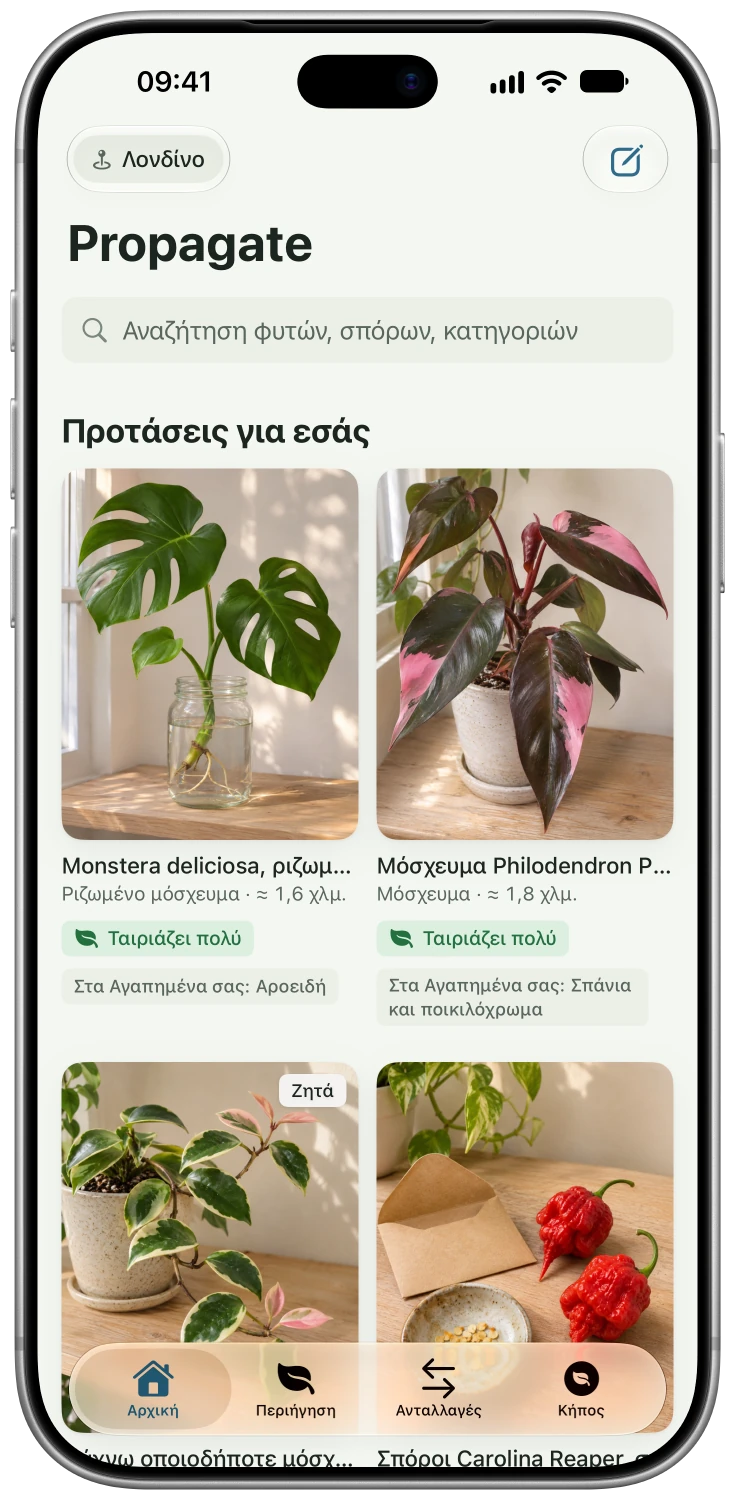 09:41
Λονδίνο
Propagate
Αναζήτηση φυτών, σπόρων, κατηγοριών
Προτάσεις για εσάς
Monstera deliciosa, ριζωμ...
Ριζωμένο μόσχευμα · ≈ 1,6 χλμ.
Ταιριάζει πολύ
Στα Αγαπημένα σας: Αροειδή
Μόσχευμα Philodendron P...
Μόσχευμα · ≈ 1,8 χλμ.
Ταιριάζει πολύ
Στα Αγαπημένα σας: Σπάνια
και ποικιλόχρωμα
Ζητά
Αρχική
Περιήγηση
Ανταλλαγές
Κήπος
οποιοδήποτε μόσχ...
Σπόροι Carolina Reaper,